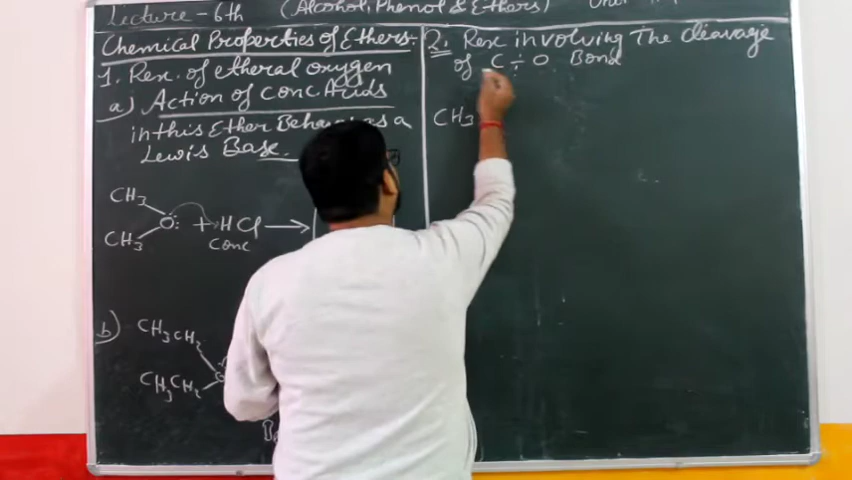 Lecture - 6th (Alcohol, Phenol & Ethers)
Chemical Properties of Ethers:-
1. Rex. of etheral oxygen
a) Action of conc Acids
in this Ether Behaves as a
Lewis Base.
CH3
CH3 O: + HCl →
Conc
b) CH3CH2
CH3CH2
2. Rex involving The cleavage
of C ÷ O Bond
CH3